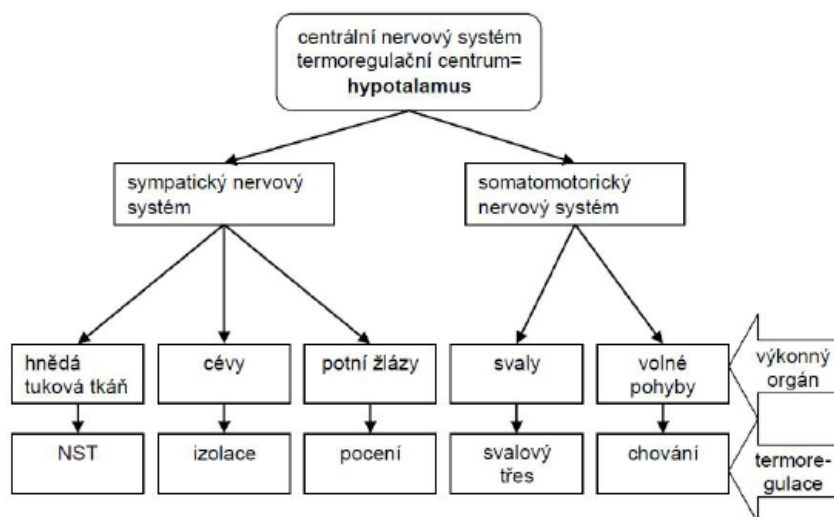 centrální nervový systém
termoregulační centrum=
hypotalamus
sympatický nervový
systém
somatomotorický
nervový systém
hnědá
tuková tkáň
cévy
potní žlázy
svaly
volné
pohyby
výkonný
orgán
NST
izolace
pocení
svalový
třes
chování
termore-
gulace